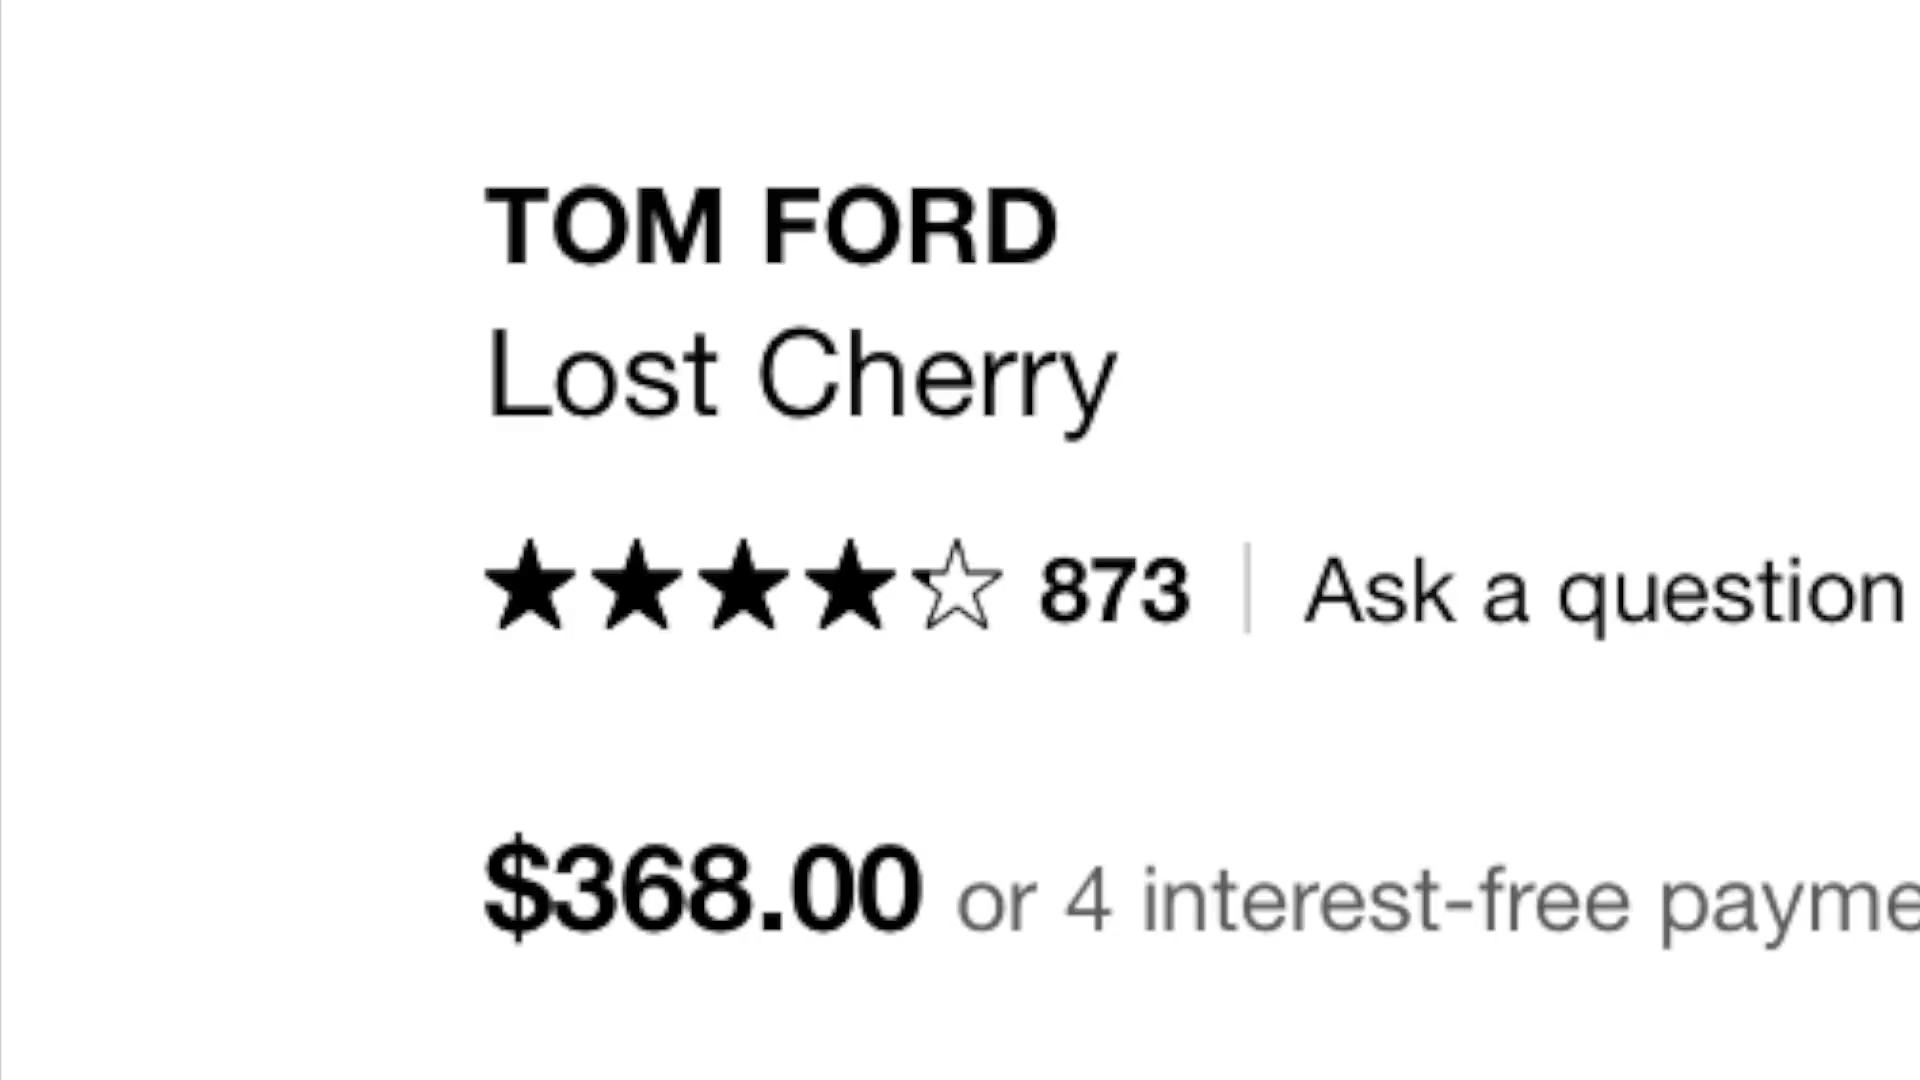 TOM FORD
Lost Cherry
873 | Ask a question
$368.00 or 4 interest-free payme